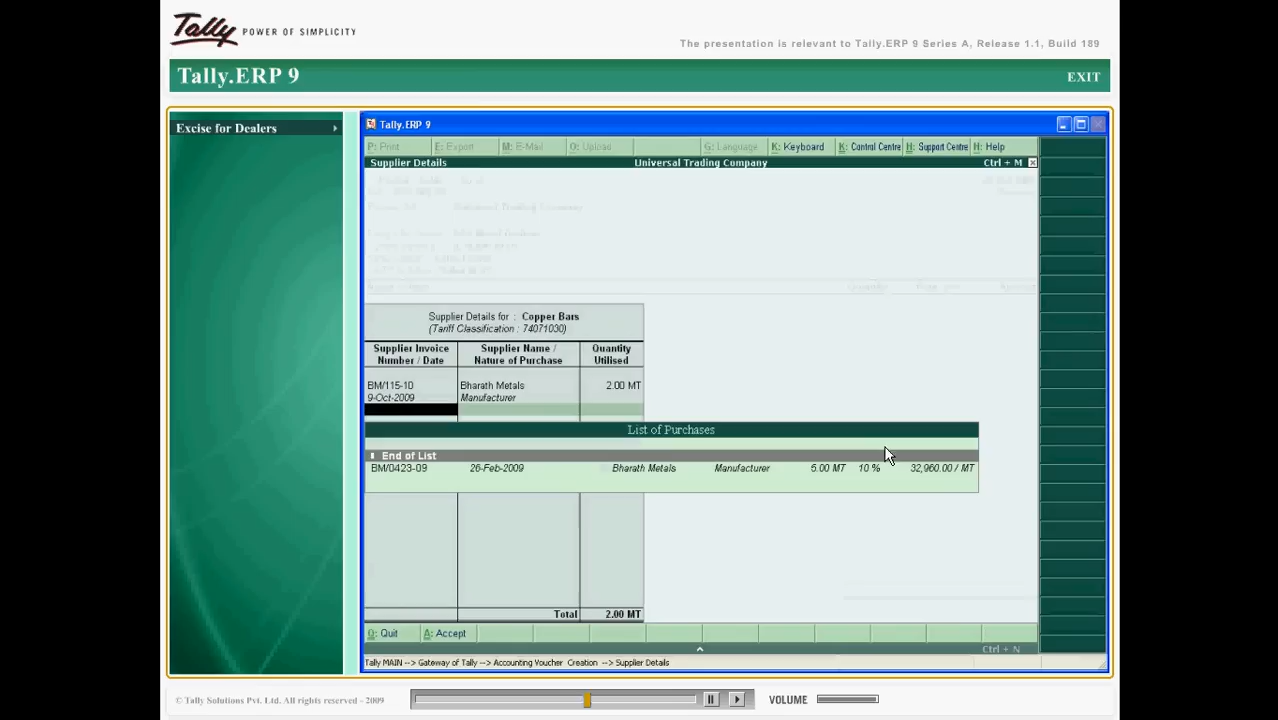 Tally POWER OF SIMPLICITY
The presentation is relevant to Tally.ERP 9 Series A, Release 1.1, Build 189
Tally.ERP 9 EXIT
Excise for Dealers
Tally.ERP 9
P: Print E: Export M: E-Mail O: Upload G: Language K: Keyboard K: Control Centre H: Support Centre H: Help
Supplier Details Universal Trading Company Ctrl + M
Supplier Details for : Copper Bars
(Tariff Classification : 74071030)
Supplier Invoice Supplier Name / Quantity
Number / Date Nature of Purchase Utilised
BM/115-10 Bharath Metals 2.00 MT
9-Oct-2009 Manufacturer
List of Purchases
End of List
BM/0423-09 26-Feb-2009 Bharath Metals Manufacturer 5.00 MT 10 % 32,960.00 / MT
Total 2.00 MT
Q: Quit A: Accept
Ctrl + N
Tally MAIN --> Gateway of Tally --> Accounting Voucher Creation --> Supplier Details
© Tally Solutions Pvt. Ltd. All rights reserved - 2009 VOLUME